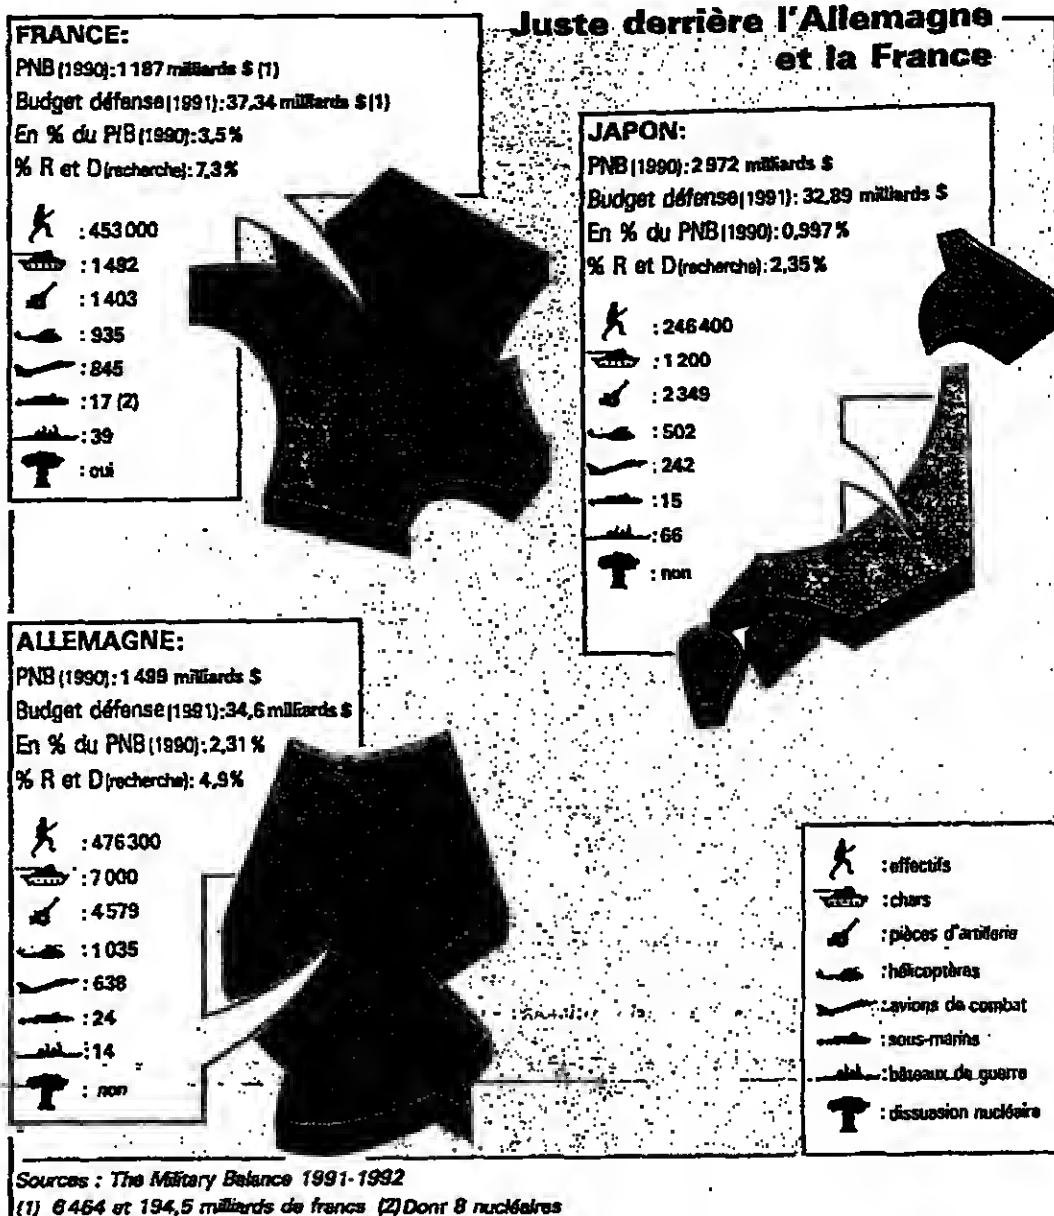 Juste derrière l'Allemagne
et la France
FRANCE:
PNB (1990): 1 187 milliards $ (1)
Budget défense (1991): 37,34 milliards $ (1)
En % du PIB (1990): 3,5 %
% R et D (recherche): 7,3 %
: 453 000
: 1492
: 1403
: 935
: 845
: 17 (2)
: 39
: oui
JAPON:
PNB (1990): 2 972 milliards $
Budget défense (1991): 32,89 milliards $
En % du PNB (1990): 0,997 %
% R et D (recherche): 2,35 %
: 246 400
: 1 200
: 2 349
: 502
: 242
: 15
: 66
: non
ALLEMAGNE:
PNB (1990): 1 499 milliards $
Budget défense (1991): 34,6 milliards $
En % du PNB (1990): 2,31 %
% R et D (recherche): 4,9 %
: 476 300
: 7 000
: 4 579
: 1 035
: 638
: 24
: 14
: non
: effectifs
: chars
: pièces d'artillerie
: hélicoptères
: avions de combat
: sous-marins
: bâteaux de guerre
: dissuasion nucléaire
Sources : The Military Balance 1991-1992
(1) 6 464 et 194,5 milliards de francs (2) Dont 8 nucléaires